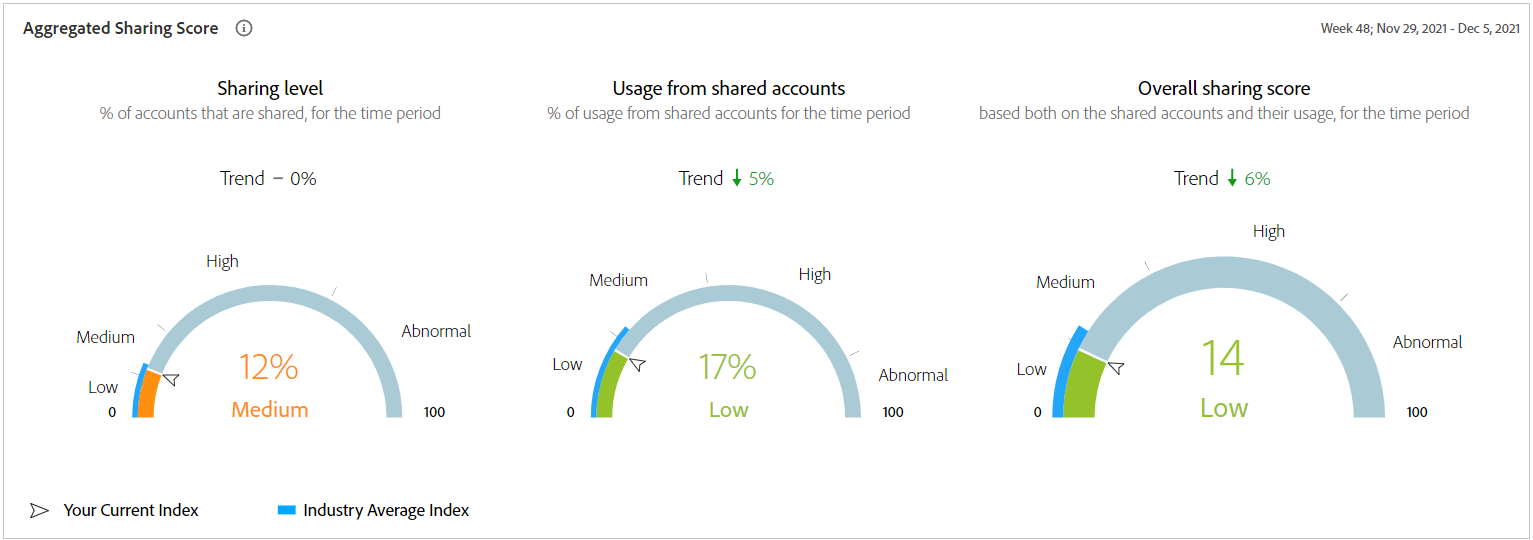 Aggregated Sharing Score
Week 48; Nov 29, 2021 - Dec 5, 2021
Sharing level
% of accounts that are shared, for the time period
Trend – 0%
High
Medium
Abnormal
Low
12%
Medium
0
100
Usage from shared accounts
% of usage from shared accounts for the time period
Trend ↓ 5%
Medium
High
Low
Abnormal
17%
Low
0
100
Overall sharing score
based both on the shared accounts and their usage, for the time period
Trend ↓ 6%
High
Medium
Abnormal
Low
14
Low
0
100
Your Current Index
Industry Average Index